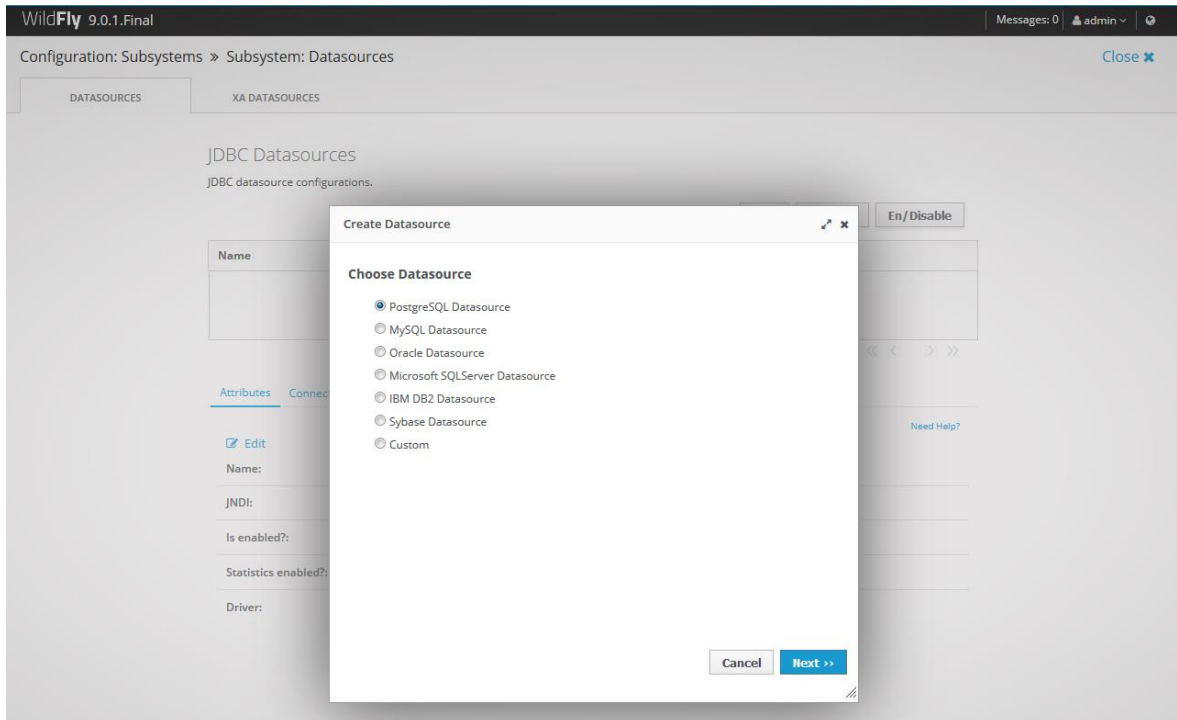 WildFly 9.0.1.Final Messages: 0 admin
Configuration: Subsystems » Subsystem: Datasources Close ✖
DATASOURCES XA DATASOURCES
JDBC Datasources
JDBC datasource configurations.
En/Disable
Create Datasource
Name
Choose Datasource
PostgreSQL Datasource
MySQL Datasource
Oracle Datasource
Microsoft SQLServer Datasource
IBM DB2 Datasource
Sybase Datasource
Custom
« < > »
Attributes
Need Help?
Edit
Name:
JNDI:
Is enabled?:
Statistics enabled?:
Driver:
Cancel Next >>